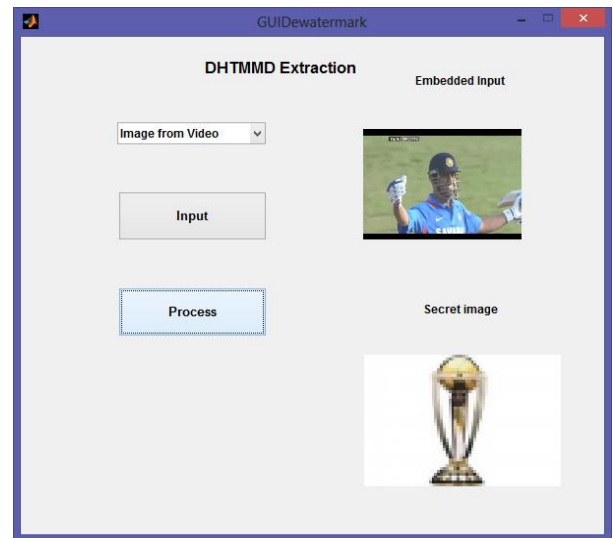 GUIDewatermark
DHTMMD Extraction
Embedded Input
Image from Video
Input
Process
Secret image